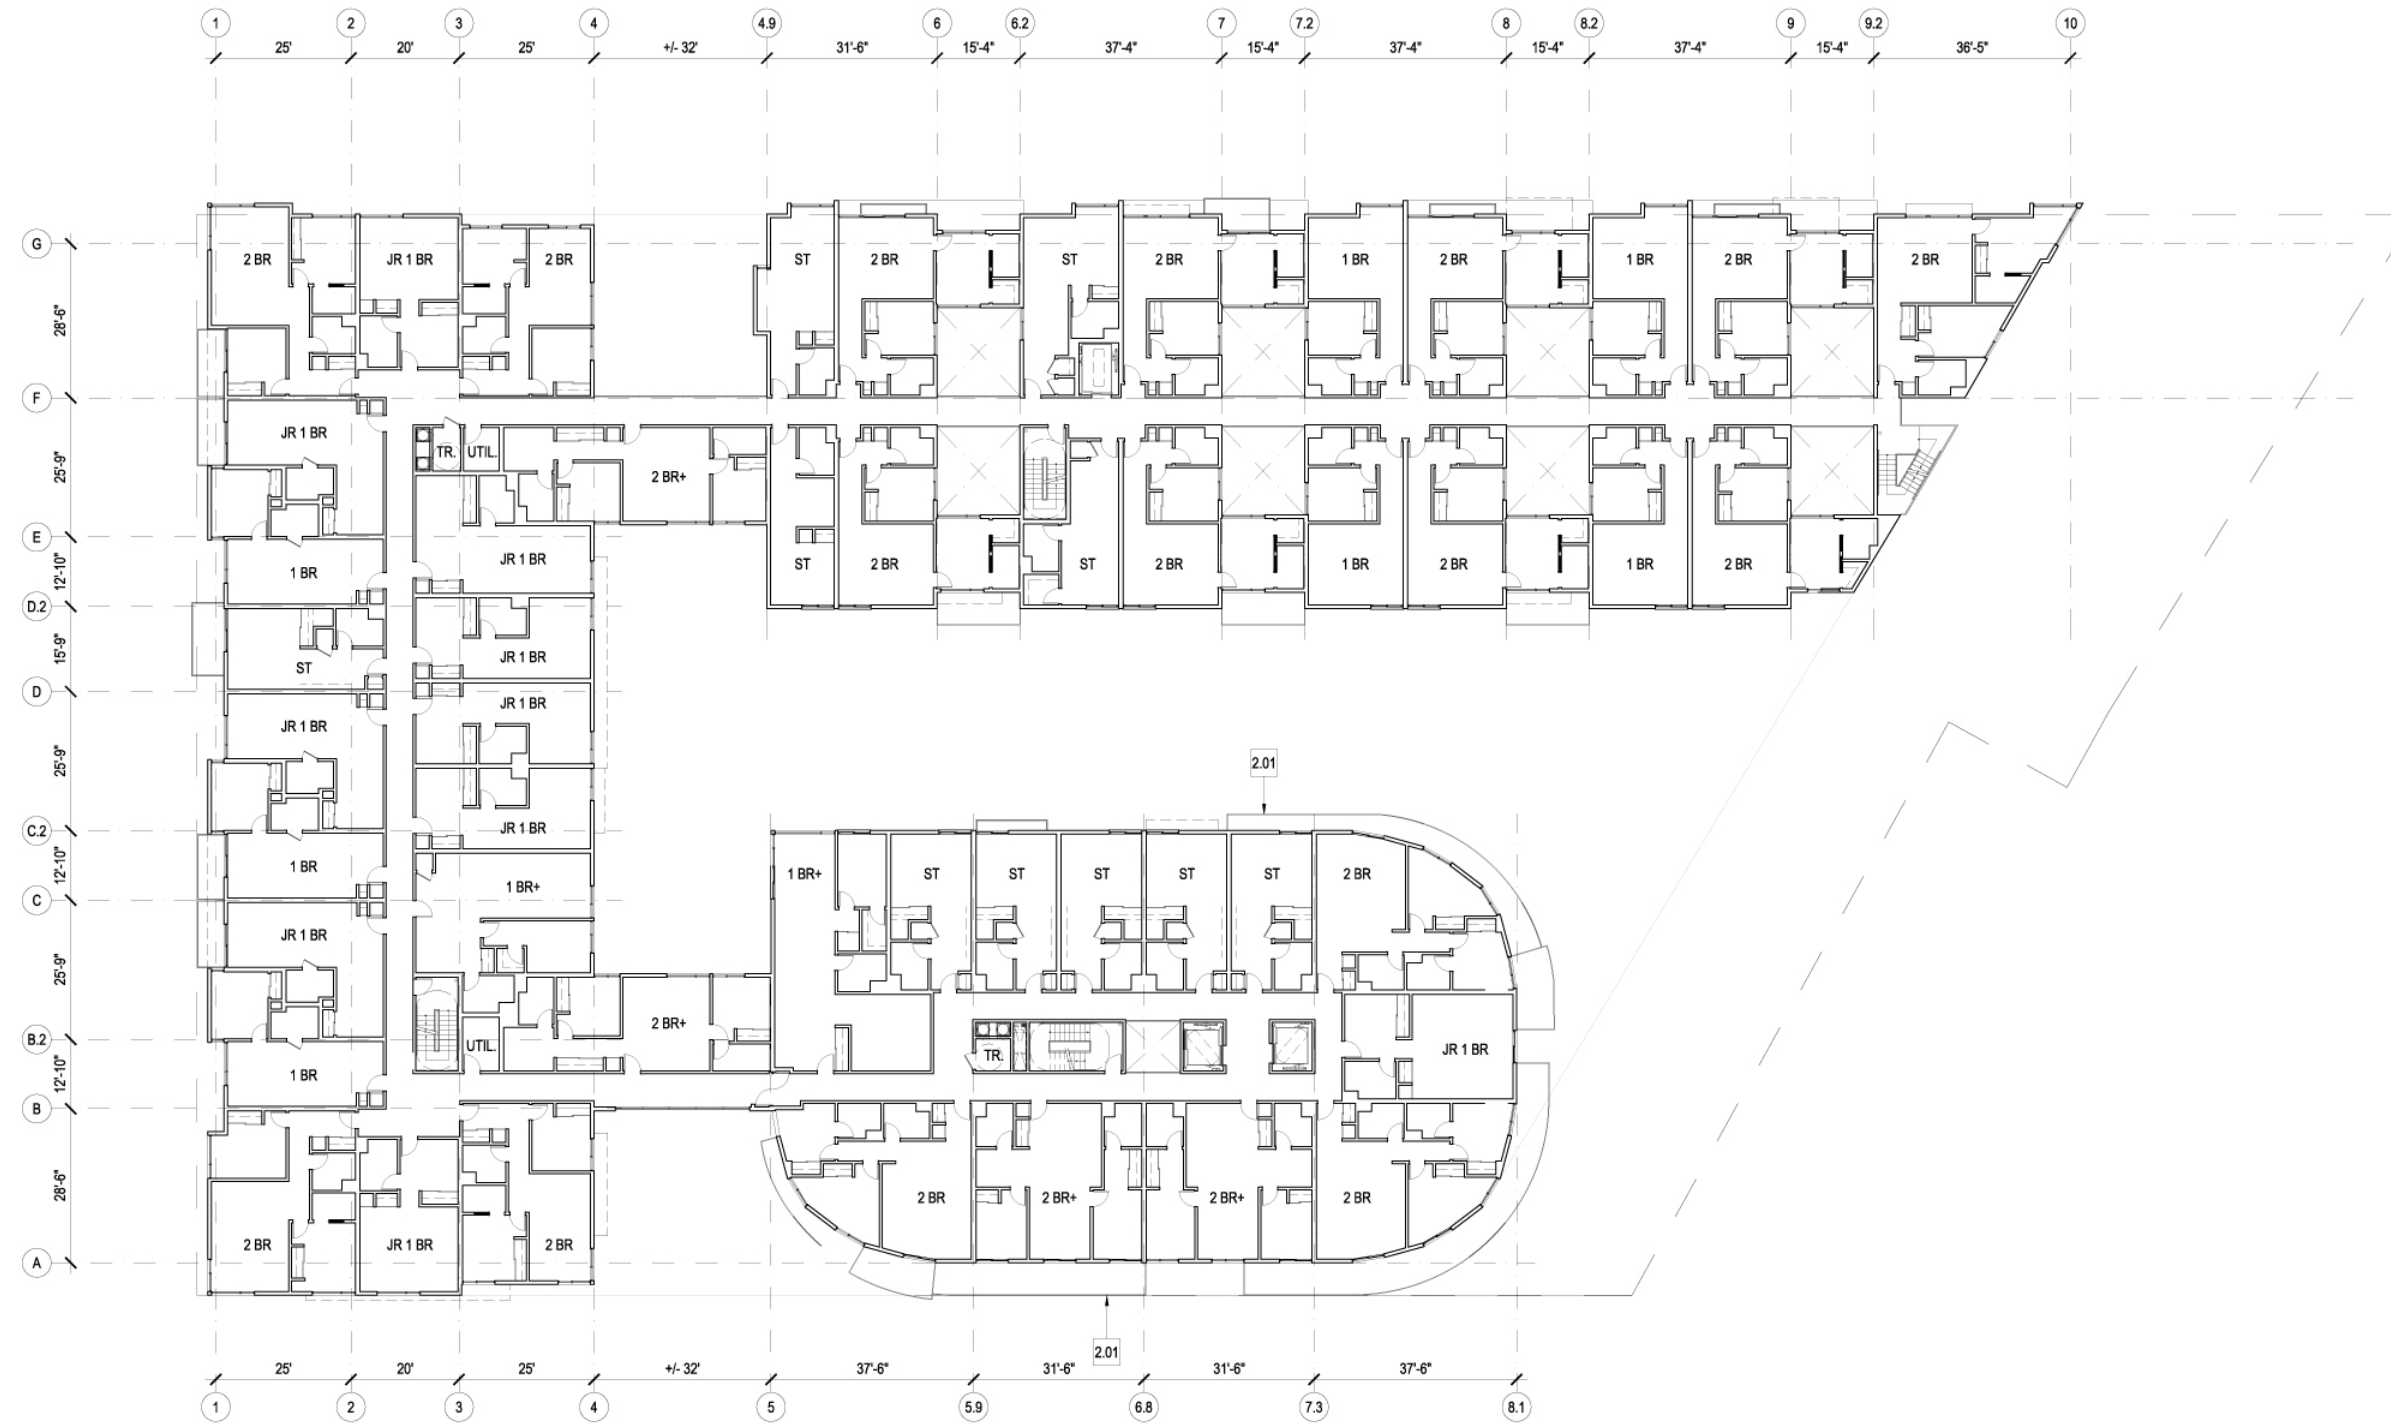 1 2 3 4 4.9 6 6.2 7 7.2 8 8.2 9 9.2 10
25' 20' 25' +/- 32' 31'-6" 15'-4" 37'-4" 15'-4" 37'-4" 15'-4" 37'-4" 15'-4" 36'-5"
G
2 BR JR 1 BR 2 BR ST 2 BR ST 2 BR 1 BR 2 BR 1 BR 2 BR 2 BR
28'-6"
F
JR 1 BR
TR. UTIL.
25'-9"
2 BR+
E
JR 1 BR
1 BR
ST 2 BR ST 2 BR 1 BR 2 BR 1 BR 2 BR
12'-10"
D.2
15'-9"
ST JR 1 BR
D
JR 1 BR
JR 1 BR
25'-9"
2.01
C.2
JR 1 BR
12'-10"
1 BR
1 BR+ 1 BR+ ST ST ST ST ST 2 BR
C
JR 1 BR
25'-9"
2 BR+
B.2
UTIL. TR. JR 1 BR
12'-10"
1 BR
B
28'-6"
2 BR 2 BR+ 2 BR+ 2 BR
2 BR JR 1 BR 2 BR
A
2.01
25' 20' 25' +/- 32' 37'-6" 31'-6" 31'-6" 37'-6"
1 2 3 4 5 5.9 6.8 7.3 8.1